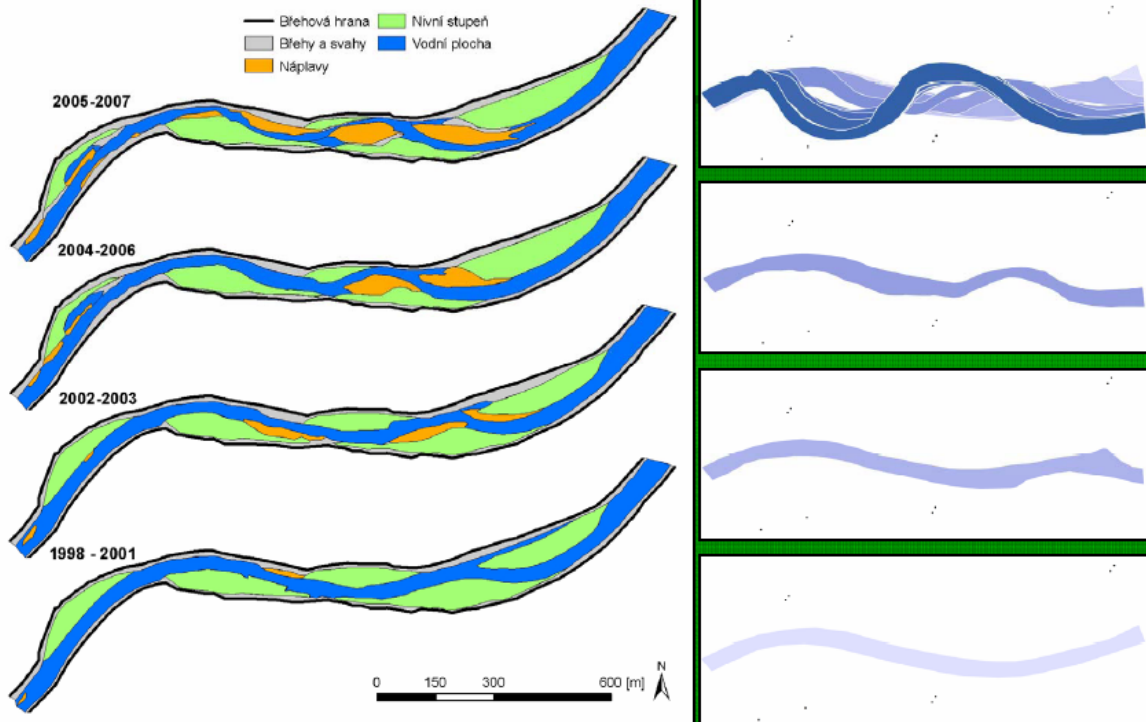 Břehová hrana
Nivní stupeň
Břehy a svahy
Vodní plocha
Náplavy
2005-2007
2004-2006
2002-2003
1998 - 2001
N
0 150 300 600 [m]